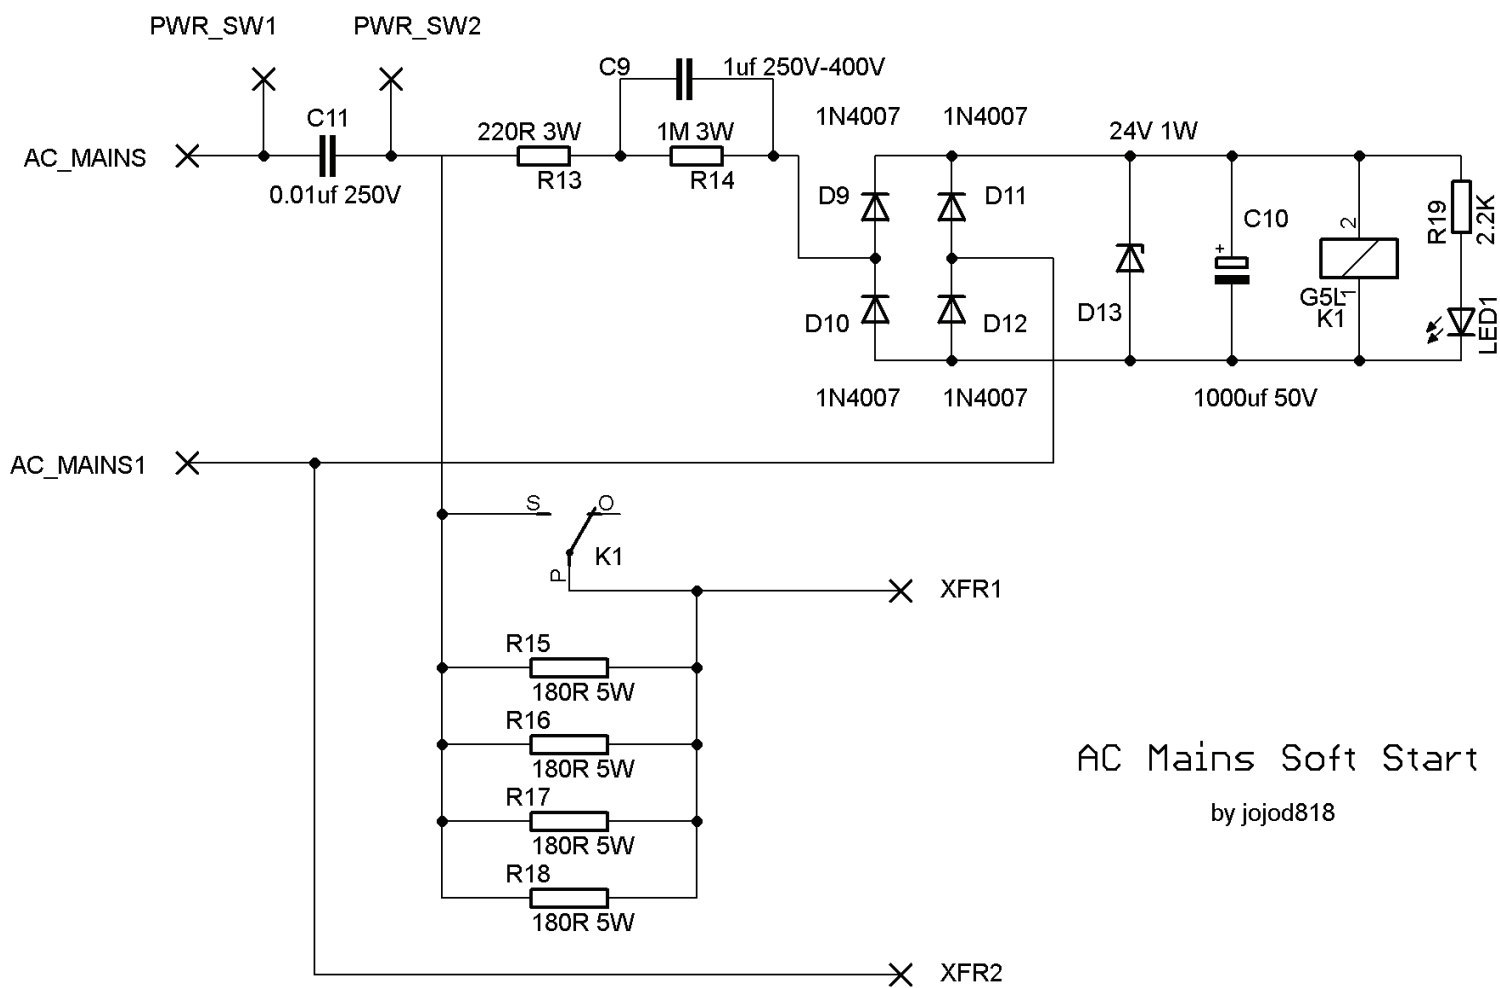 PWR_SW1
PWR_SW2
C9
1uf 250V-400V
C11
1N4007
1N4007
220R 3W
1M 3W
24V 1W
AC_MAINS
R13
R14
0.01uf 250V
D9
D11
C10
R19
2.2K
+
2
G5L
1
K1
D10
D12
D13
LED1
1N4007
1N4007
1000uf 50V
AC_MAINS1
S
O
K1
P
XFR1
R15
180R 5W
R16
180R 5W
AC Mains Soft Start
R17
by jojod818
180R 5W
R18
180R 5W
XFR2